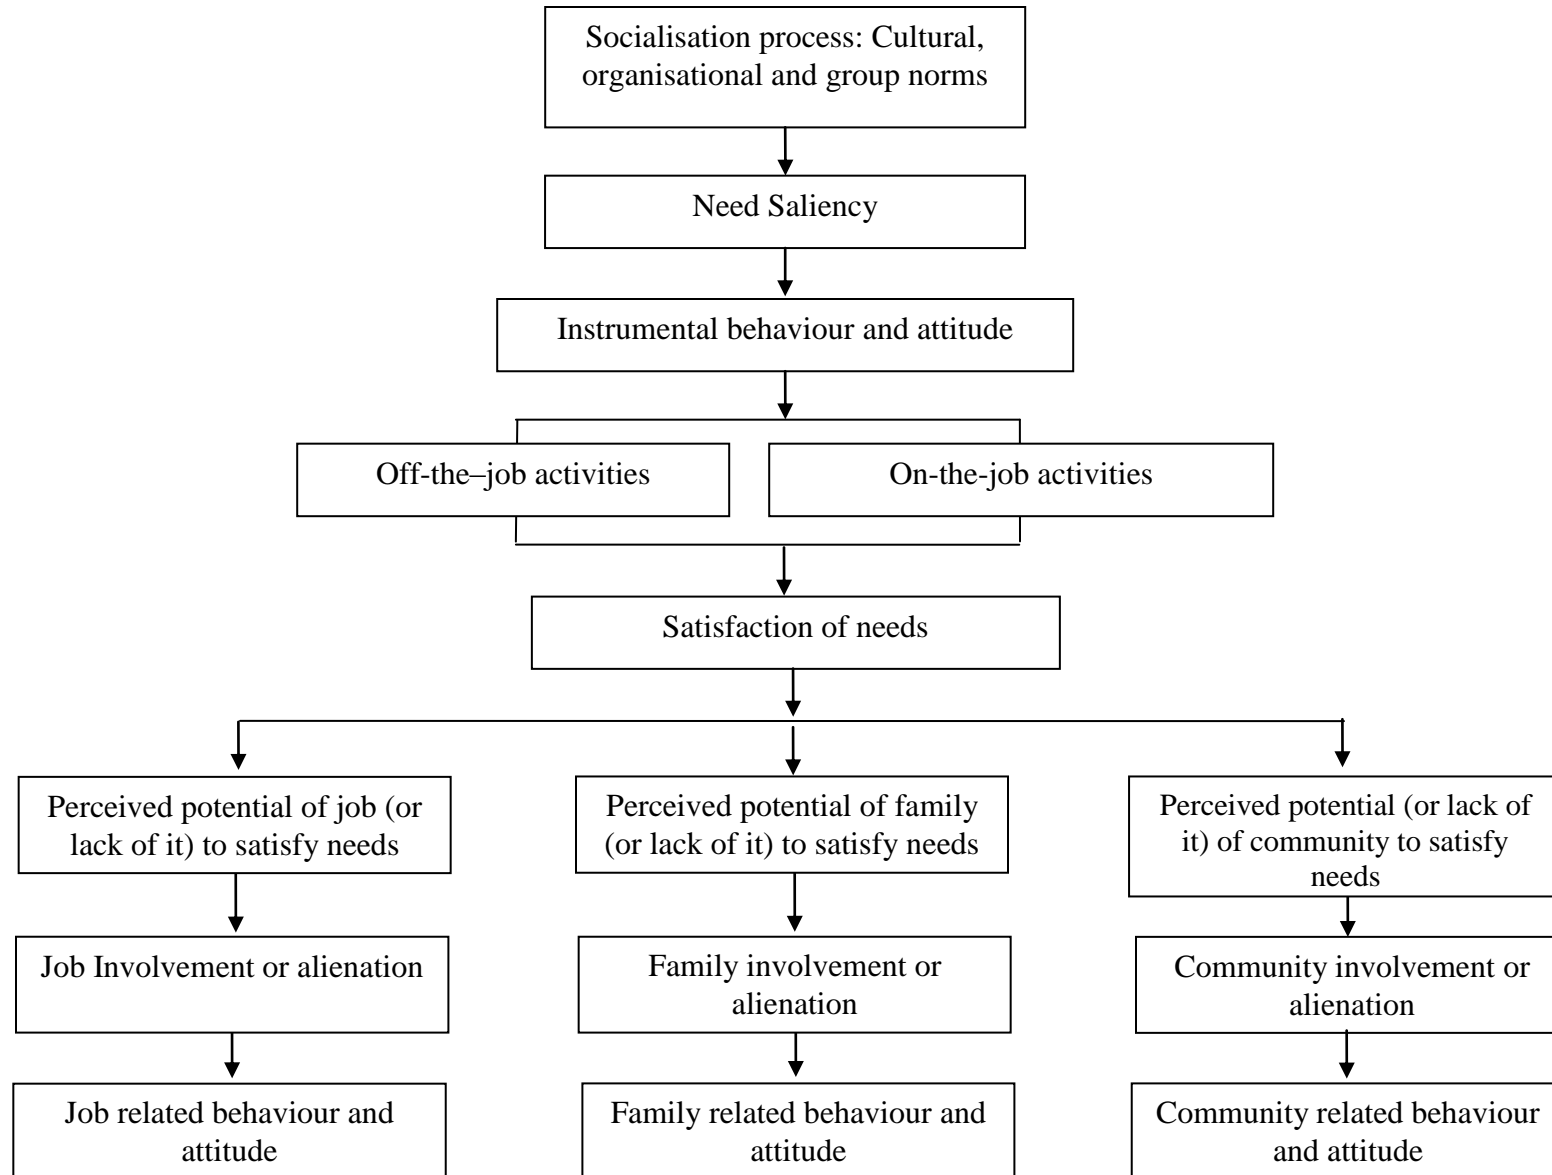 Socialisation process: Cultural,
organisational and group norms
Need Saliency
Instrumental behaviour and attitude
Off-the–job activities
On-the-job activities
Satisfaction of needs
Perceived potential of job (or
lack of it) to satisfy needs
Perceived potential of family
(or lack of it) to satisfy needs
Perceived potential (or lack of
it) of community to satisfy
needs
Job Involvement or alienation
Family involvement or
alienation
Community involvement or
alienation
Job related behaviour and
attitude
Family related behaviour and
attitude
Community related behaviour
and attitude